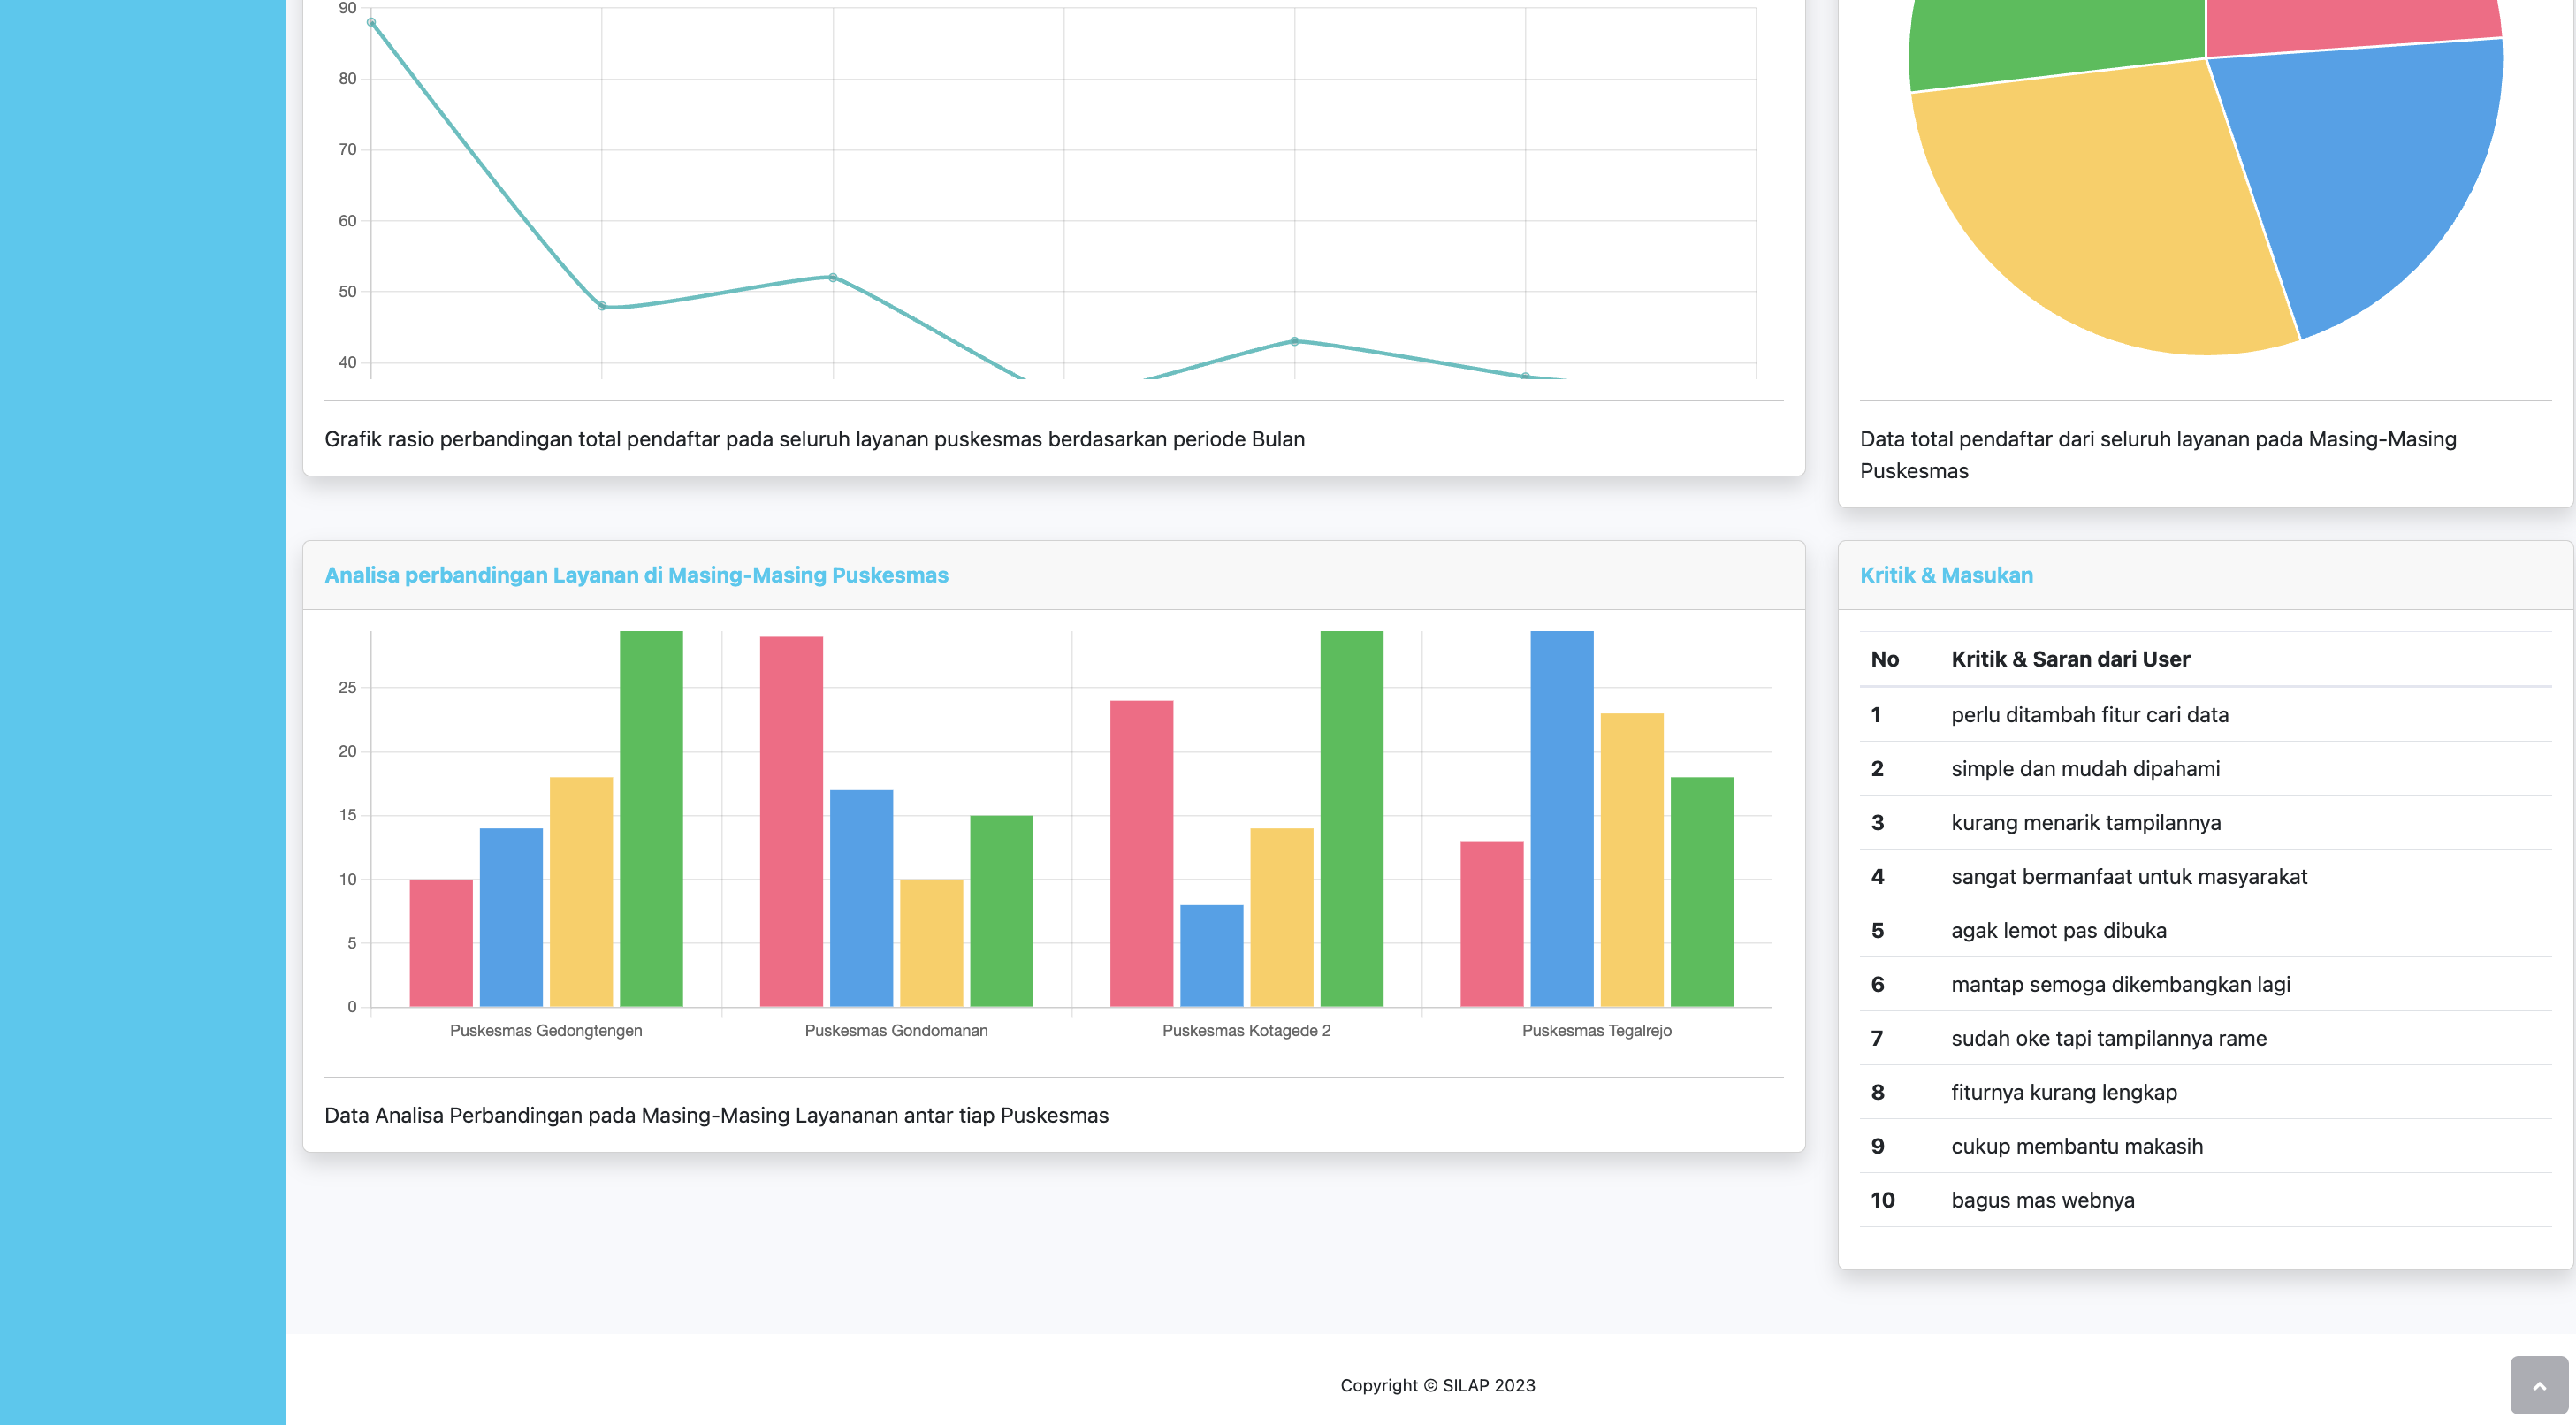 90
80
70
60
50
40
Grafik rasio perbandingan total pendaftar pada seluruh layanan puskesmas berdasarkan periode Bulan
Data total pendaftar dari seluruh layanan pada Masing-Masing
Puskesmas
Analisa perbandingan Layanan di Masing-Masing Puskesmas
25
20
15
10
5
0
Puskesmas Gedongtengen
Puskesmas Gondomanan
Puskesmas Kotagede 2
Puskesmas Tegalrejo
Data Analisa Perbandingan pada Masing-Masing Layananan antar tiap Puskesmas
Kritik & Masukan
No Kritik & Saran dari User
1 perlu ditambah fitur cari data
2 simple dan mudah dipahami
3 kurang menarik tampilannya
4 sangat bermanfaat untuk masyarakat
5 agak lemot pas dibuka
6 mantap semoga dikembangkan lagi
7 sudah oke tapi tampilannya rame
8 fiturnya kurang lengkap
9 cukup membantu makasih
10 bagus mas webnya
Copyright © SILAP 2023